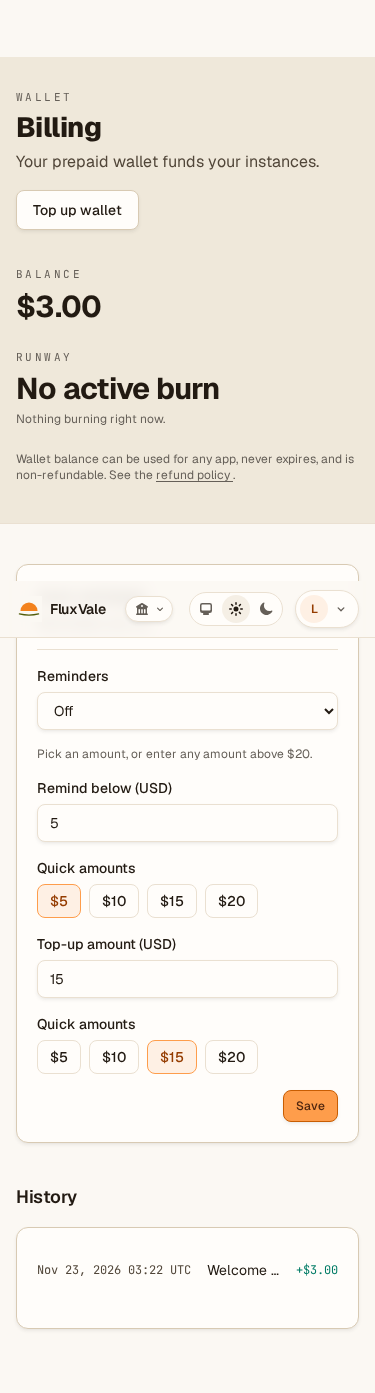 WALLET
Billing
Your prepaid wallet funds your instances.
Top up wallet
BALANCE
$3.00
RUNWAY
No active burn
Nothing burning right now.
Wallet balance can be used for any app, never expires, and is
non-refundable. See the refund policy .
FluxVale
L
Reminders
Off
Pick an amount, or enter any amount above $20.
Remind below (USD)
5
Quick amounts
$5 $10 $15 $20
Top-up amount (USD)
15
Quick amounts
$5 $10 $15 $20
Save
History
Nov 23, 2026 03:22 UTC Welcome … +$3.00